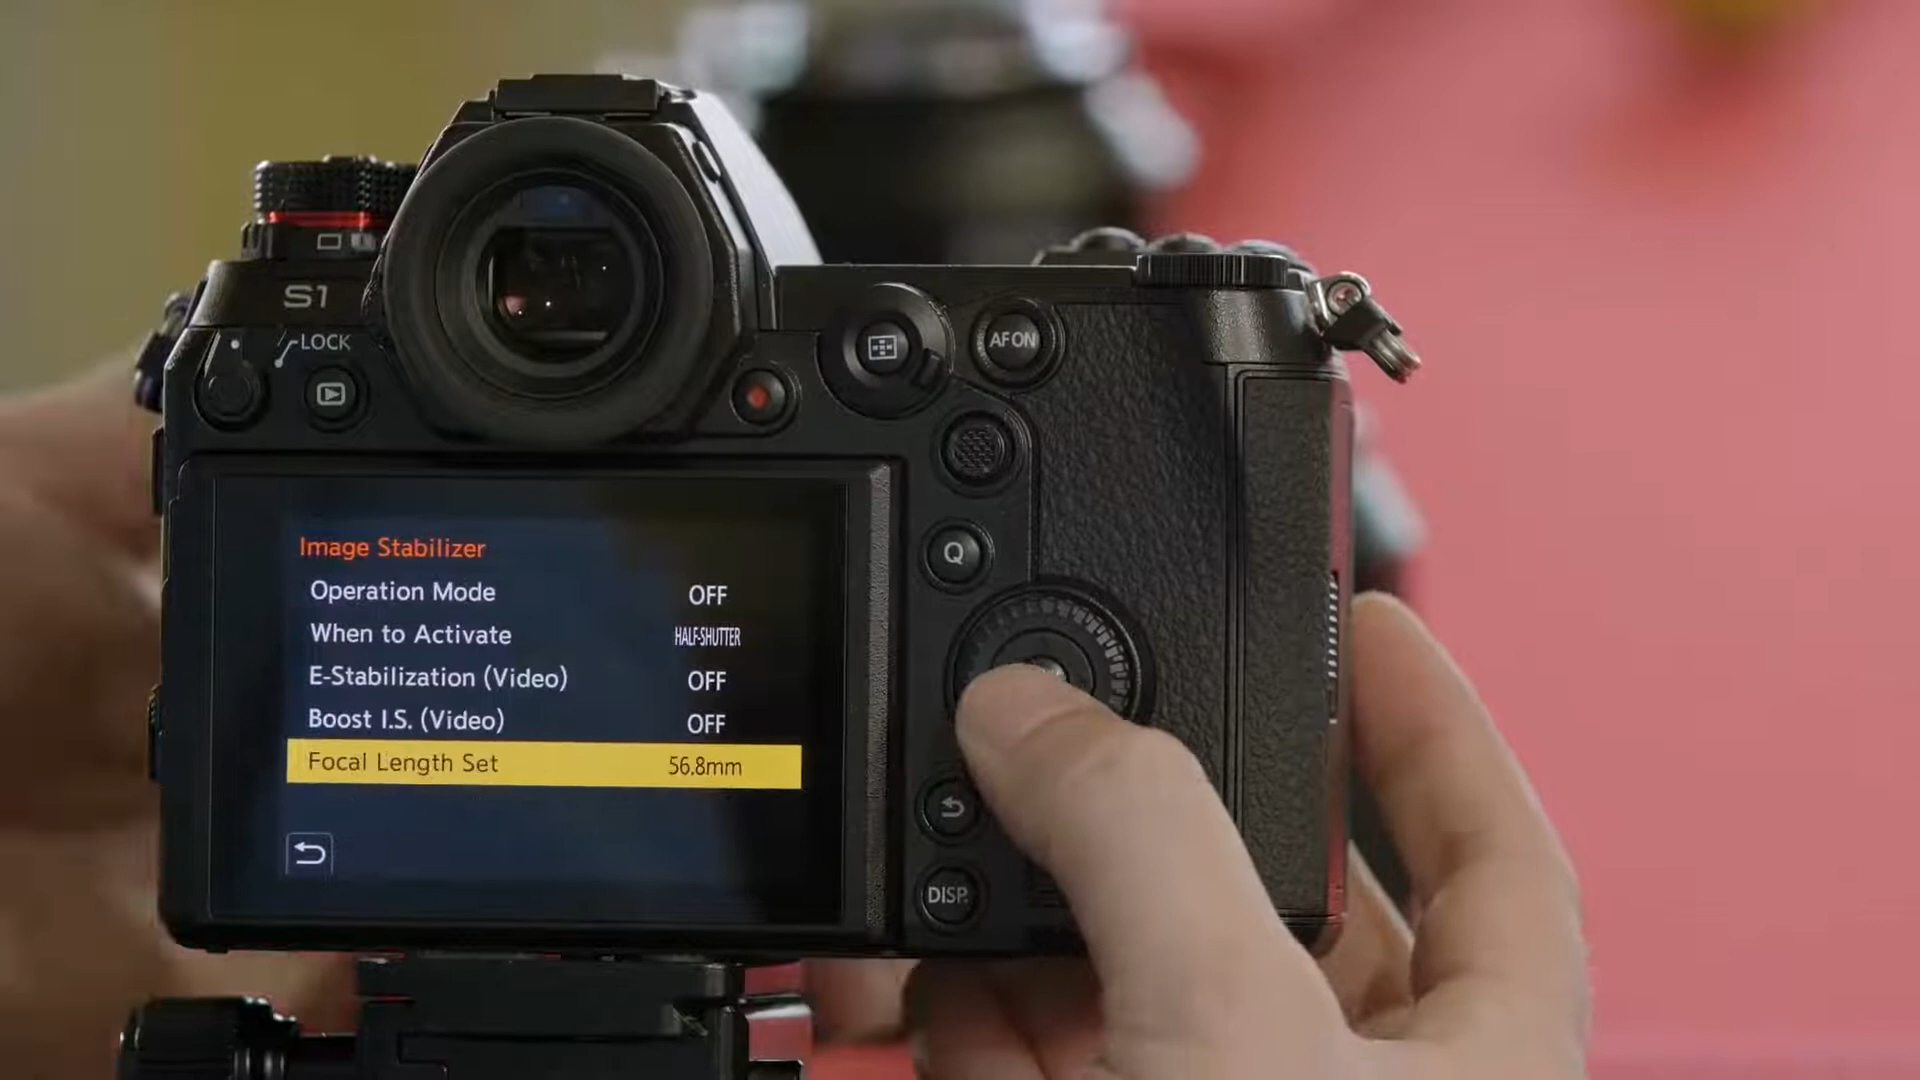 S1
LOCK
AF ON
Image Stabilizer
Operation Mode OFF
When to Activate HALF-SHUTTER
E-Stabilization (Video) OFF
Boost I.S. (Video) OFF
Focal Length Set 56.8mm
Q
DISP.